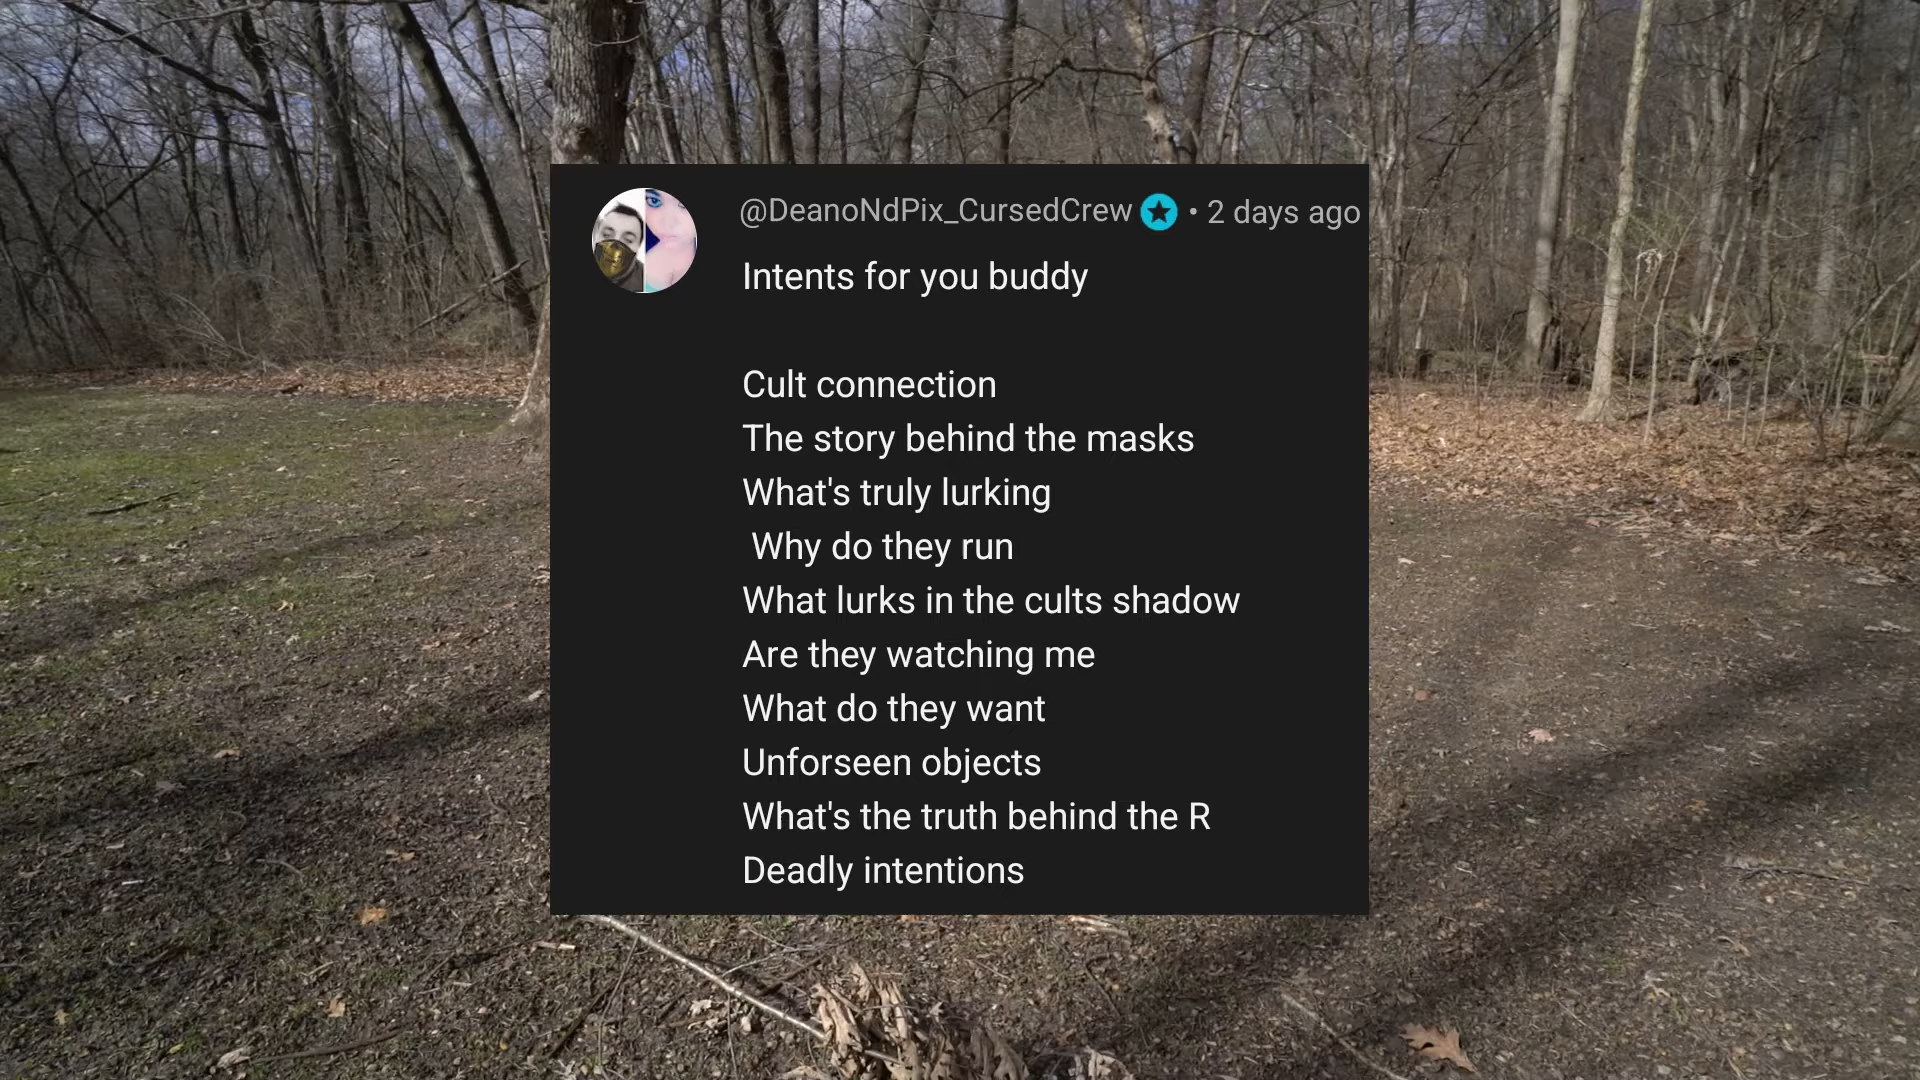 @DeanoNdPix_CursedCrew • 2 days ago
Intents for you buddy
Cult connection
The story behind the masks
What's truly lurking
Why do they run
What lurks in the cults shadow
Are they watching me
What do they want
Unforseen objects
What's the truth behind the R
Deadly intentions